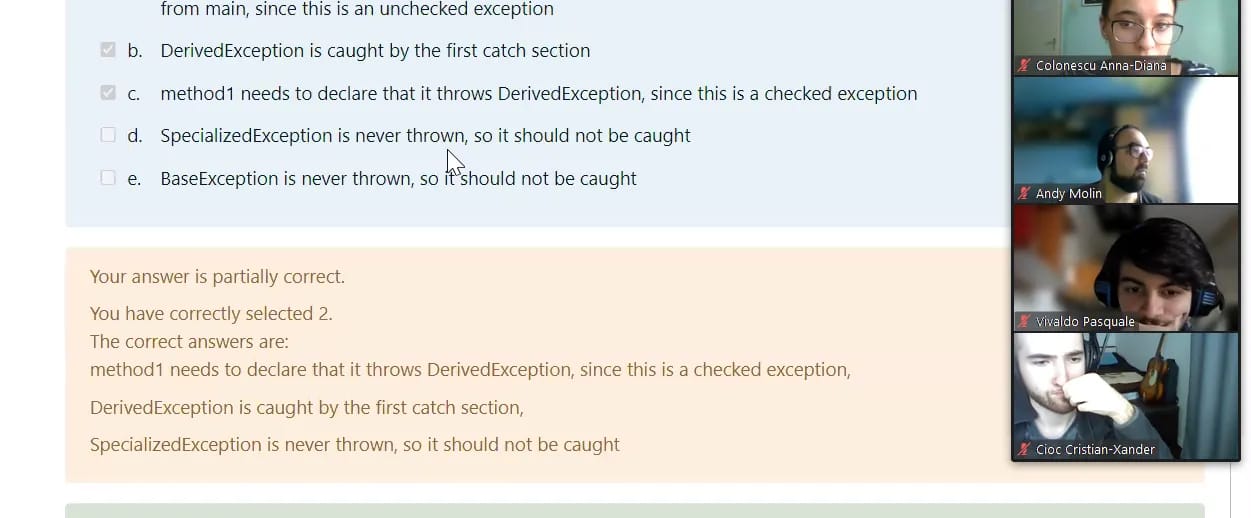 from main, since this is an unchecked exception
b. DerivedException is caught by the first catch section
c. method1 needs to declare that it throws DerivedException, since this is a checked exception
d. SpecializedException is never thrown, so it should not be caught
e. BaseException is never thrown, so it should not be caught
Your answer is partially correct.
You have correctly selected 2.
The correct answers are:
method1 needs to declare that it throws DerivedException, since this is a checked exception,
DerivedException is caught by the first catch section,
SpecializedException is never thrown, so it should not be caught
Colonescu Anna-Diana
Andy Molin
Vivaldo Pasquale
Cioc Cristian-Xander